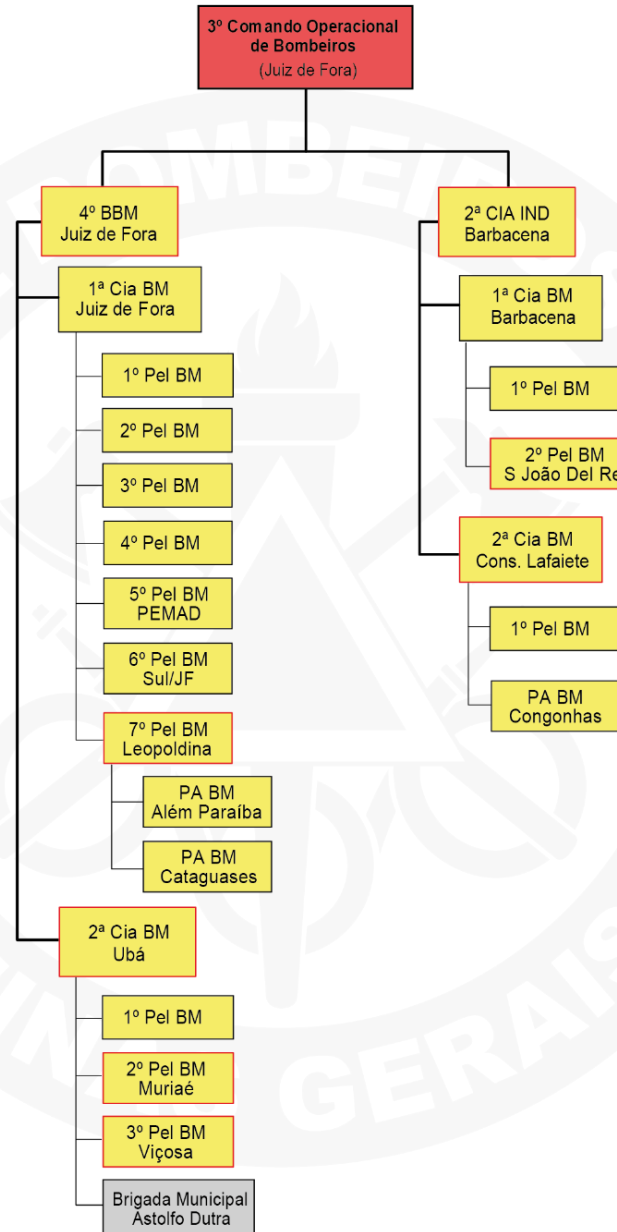 3º Comando Operacional
de Bombeiros
(Juiz de Fora)
4º BBM
Juiz de Fora
1ª Cia BM
Juiz de Fora
1º Pel BM
2º Pel BM
3º Pel BM
4º Pel BM
5º Pel BM
PEMAD
6º Pel BM
Sul/JF
7º Pel BM
Leopoldina
PA BM
Além Paraíba
PA BM
Cataguases
2ª Cia BM
Ubá
1º Pel BM
2º Pel BM
Muriaé
3º Pel BM
Viçosa
Brigada Municipal
Astolfo Dutra
2ª CIA IND
Barbacena
1ª Cia BM
Barbacena
1º Pel BM
2º Pel BM
S João Del Re
2ª Cia BM
Cons. Lafaiete
1º Pel BM
PA BM
Congonhas
BOMBEIROS
GERAIS